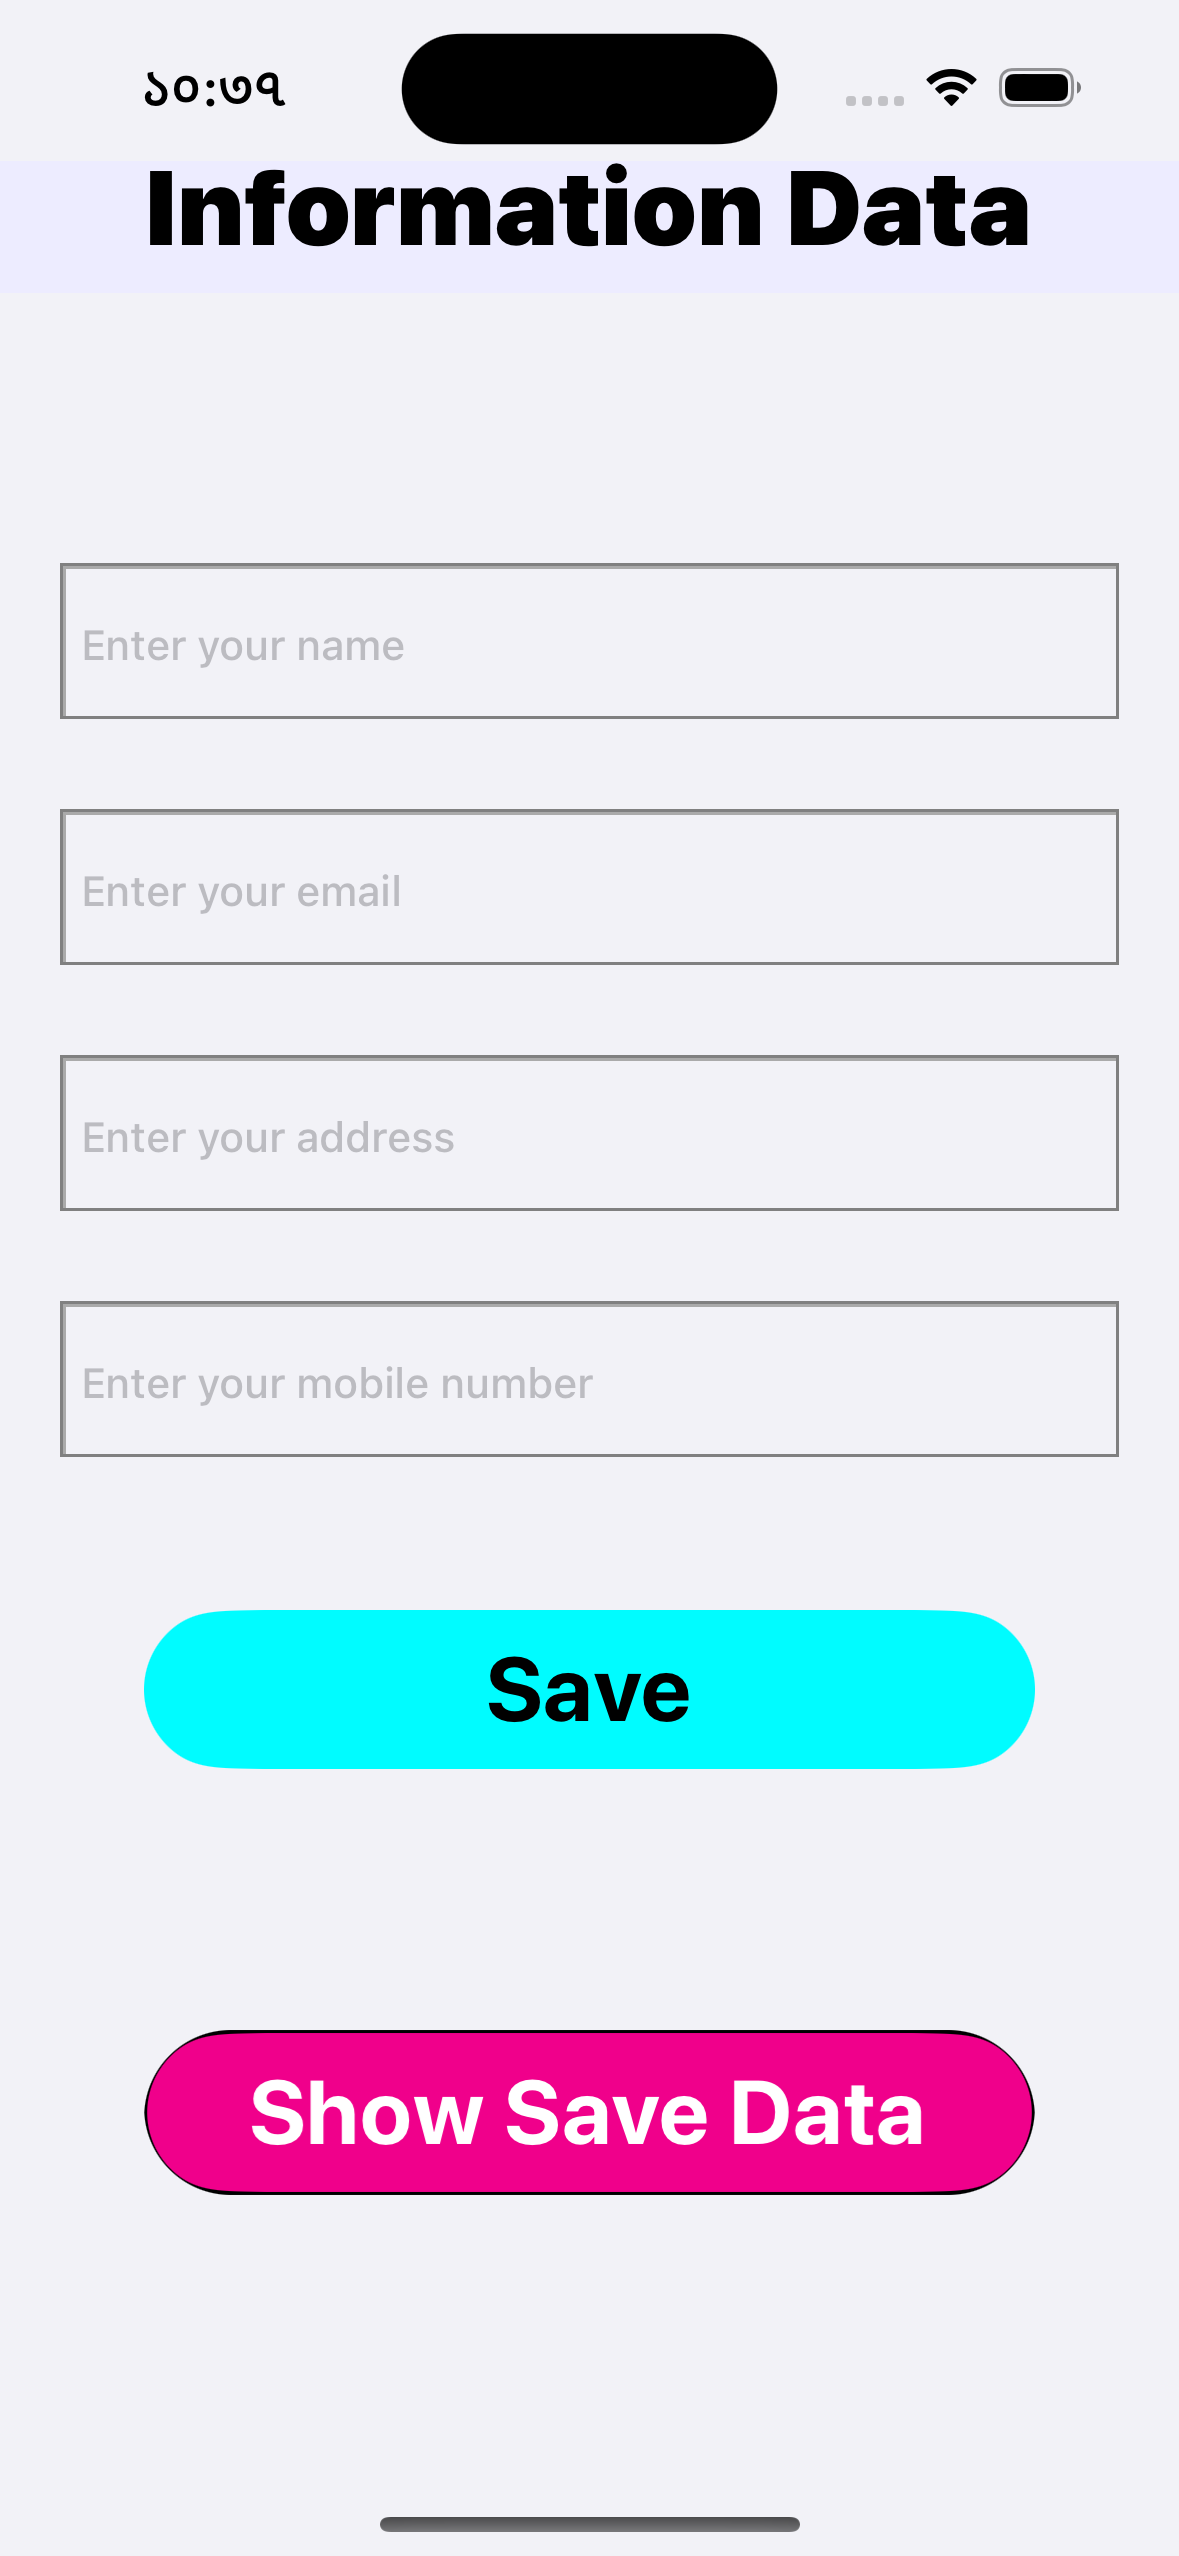 ১০:৩৭
Information Data
Enter your name
Enter your email
Enter your address
Enter your mobile number
Save
Show Save Data